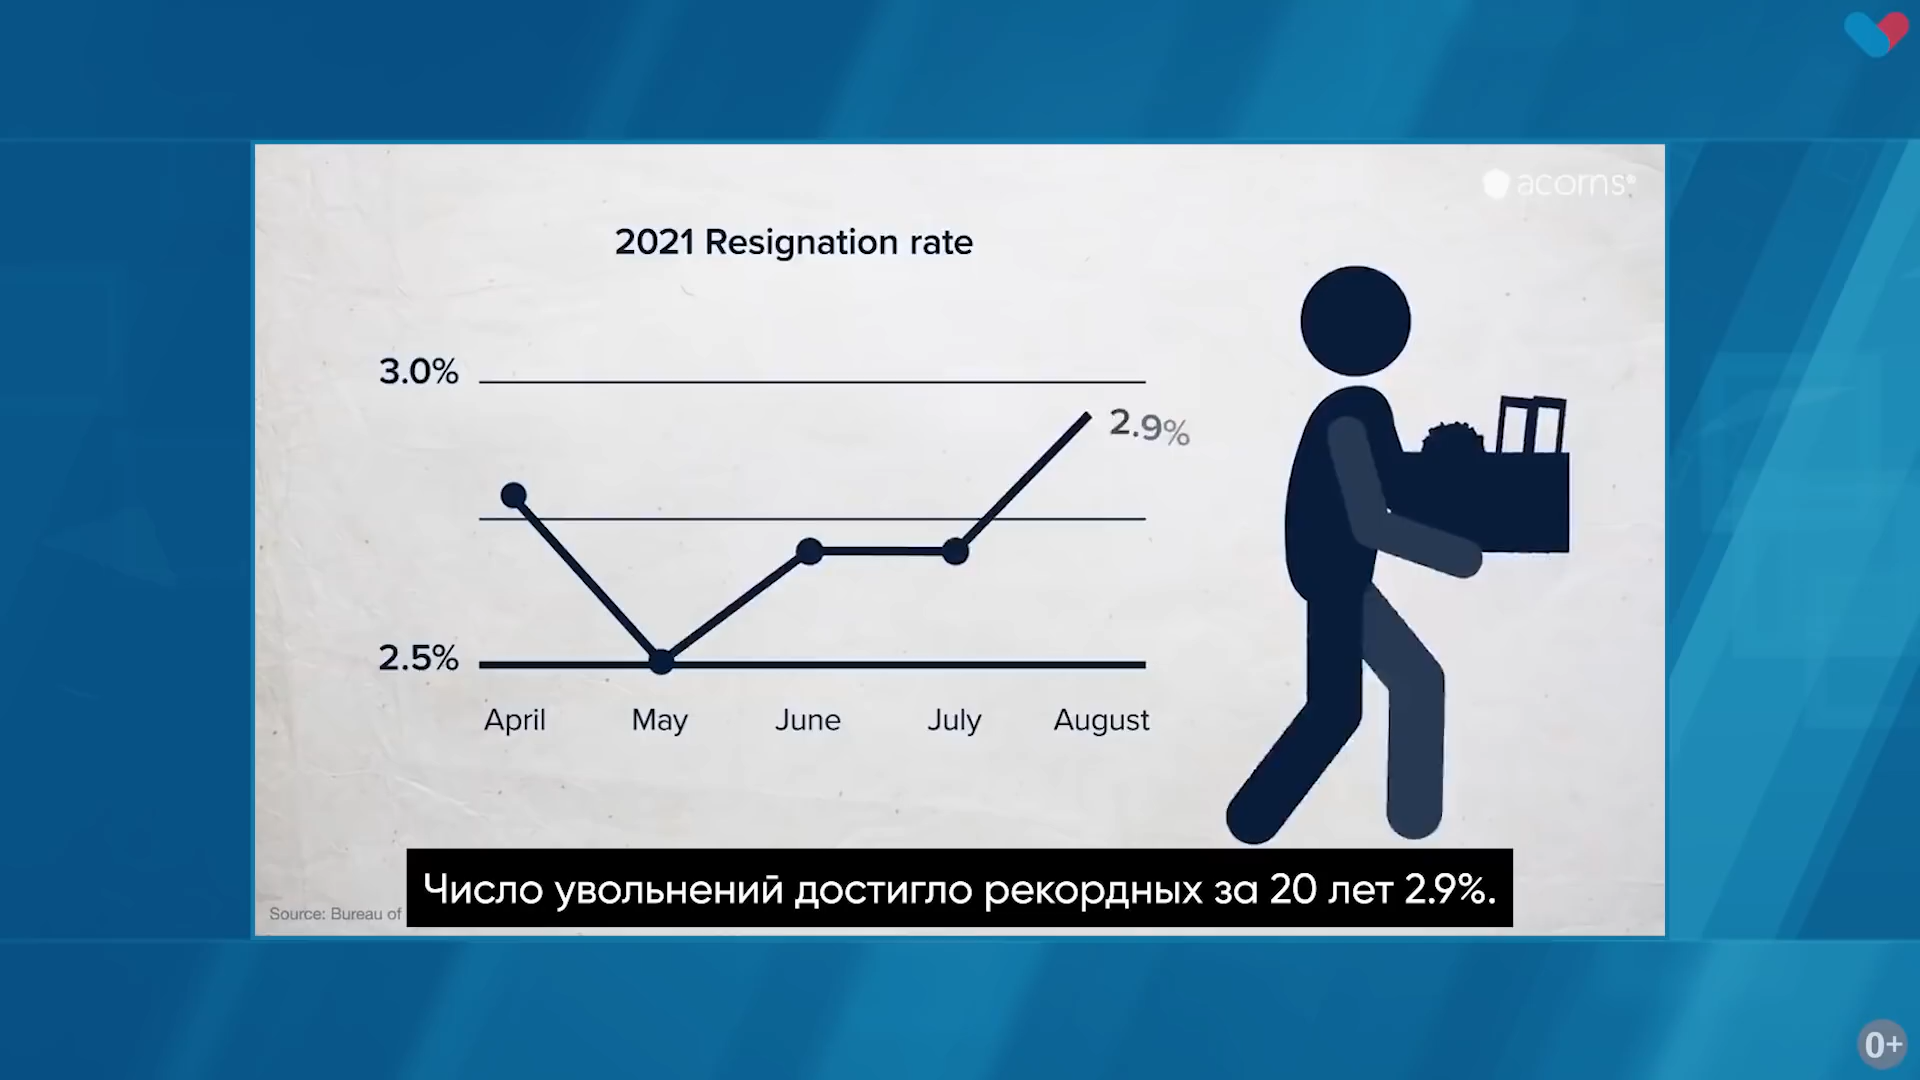 acorns®
2021 Resignation rate
3.0%
2.9%
2.5%
April May June July August
Число увольнений достигло рекордных за 20 лет 2.9%.
Source: Bureau of
0+